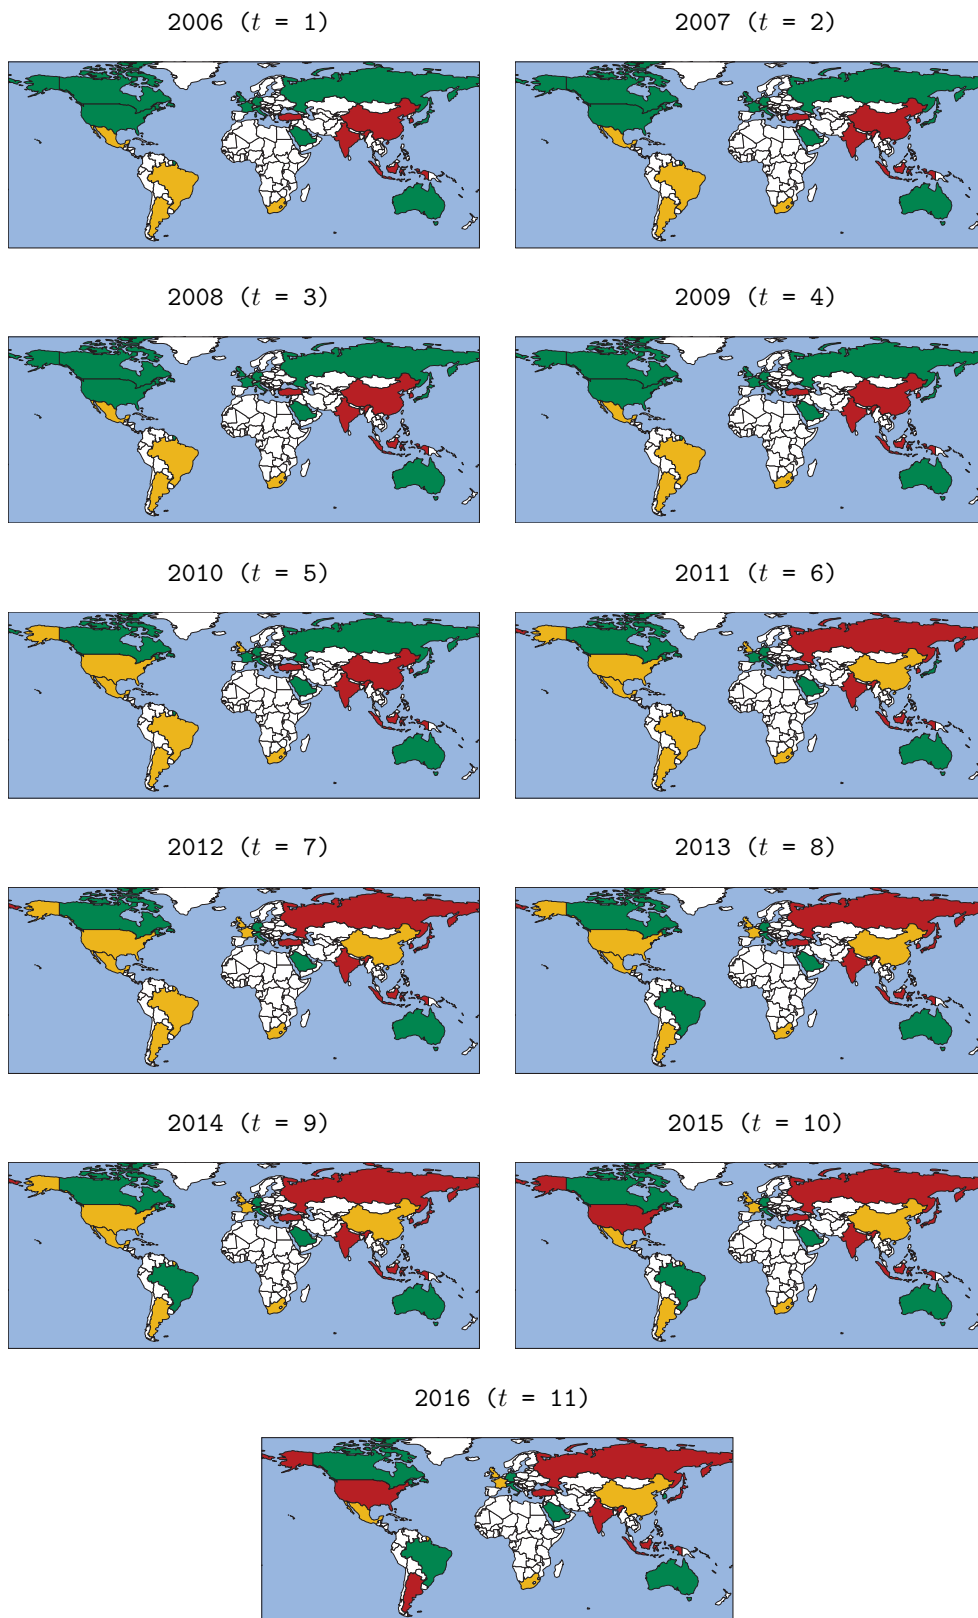 2006 (t = 1)
2007 (t = 2)
2008 (t = 3)
2009 (t = 4)
2010 (t = 5)
2011 (t = 6)
2012 (t = 7)
2013 (t = 8)
2014 (t = 9)
2015 (t = 10)
2016 (t = 11)